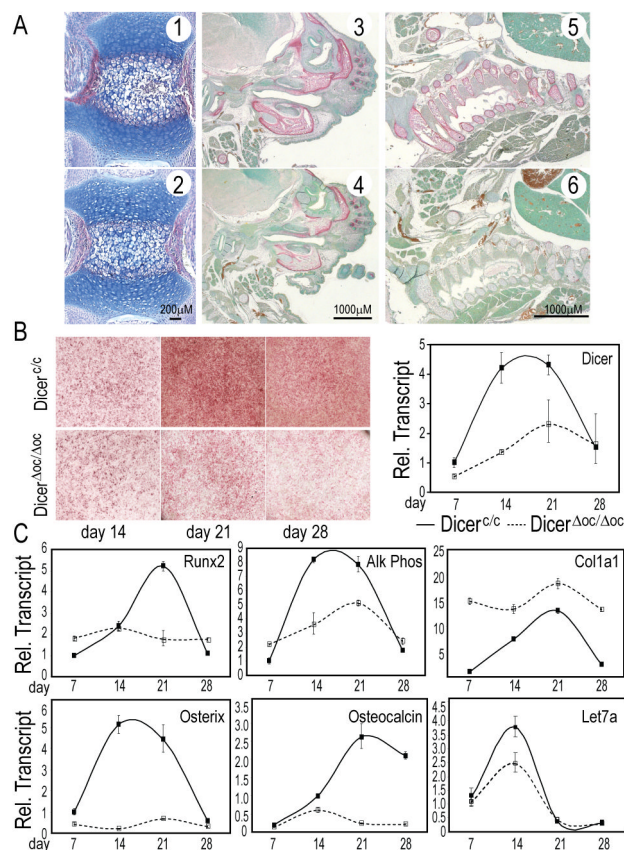 A
1
3
5
2
4
6
200µM
1000µM
1000µM
B
Dicer c/c
Dicer Δoc/Δoc
day 14 day 21 day 28
Rel. Transcript
Dicer
5
4
3
2
1
0
7 14 21 28
Dicer c/c Dicer Δoc/Δoc
C
Rel. Transcript
Runx2
6
5
4
3
2
1
0
day 7 14 21 28
Alk Phos
9
8
7
6
5
4
3
2
1
0
7 14 21 28
Col1a1
25
20
15
10
5
7 14 21 28
Rel. Transcript
Osterix
6
5
4
3
2
1
0
day 7 14 21 28
Osteocalcin
3.5
3.0
2.5
2.0
1.5
1.0
0.5
0
7 14 21 28
Let7a
4.5
4.0
3.5
3.0
2.5
2.0
1.5
1.0
0.5
0
7 14 21 28